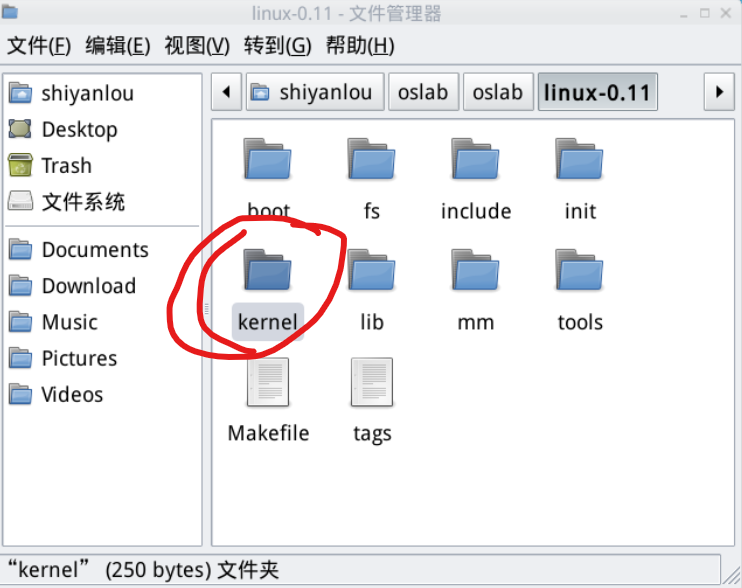 linux-0.11 - 文件管理器
文件(F) 编辑(E) 视图(V) 转到(G) 帮助(H)
shiyanlou oslab oslab linux-0.11
shiyanlou
Desktop
Trash
文件系统
Documents
Download
Music
Pictures
Videos
boot fs include init
kernel lib mm tools
Makefile tags
“kernel” (250 bytes) 文件夹